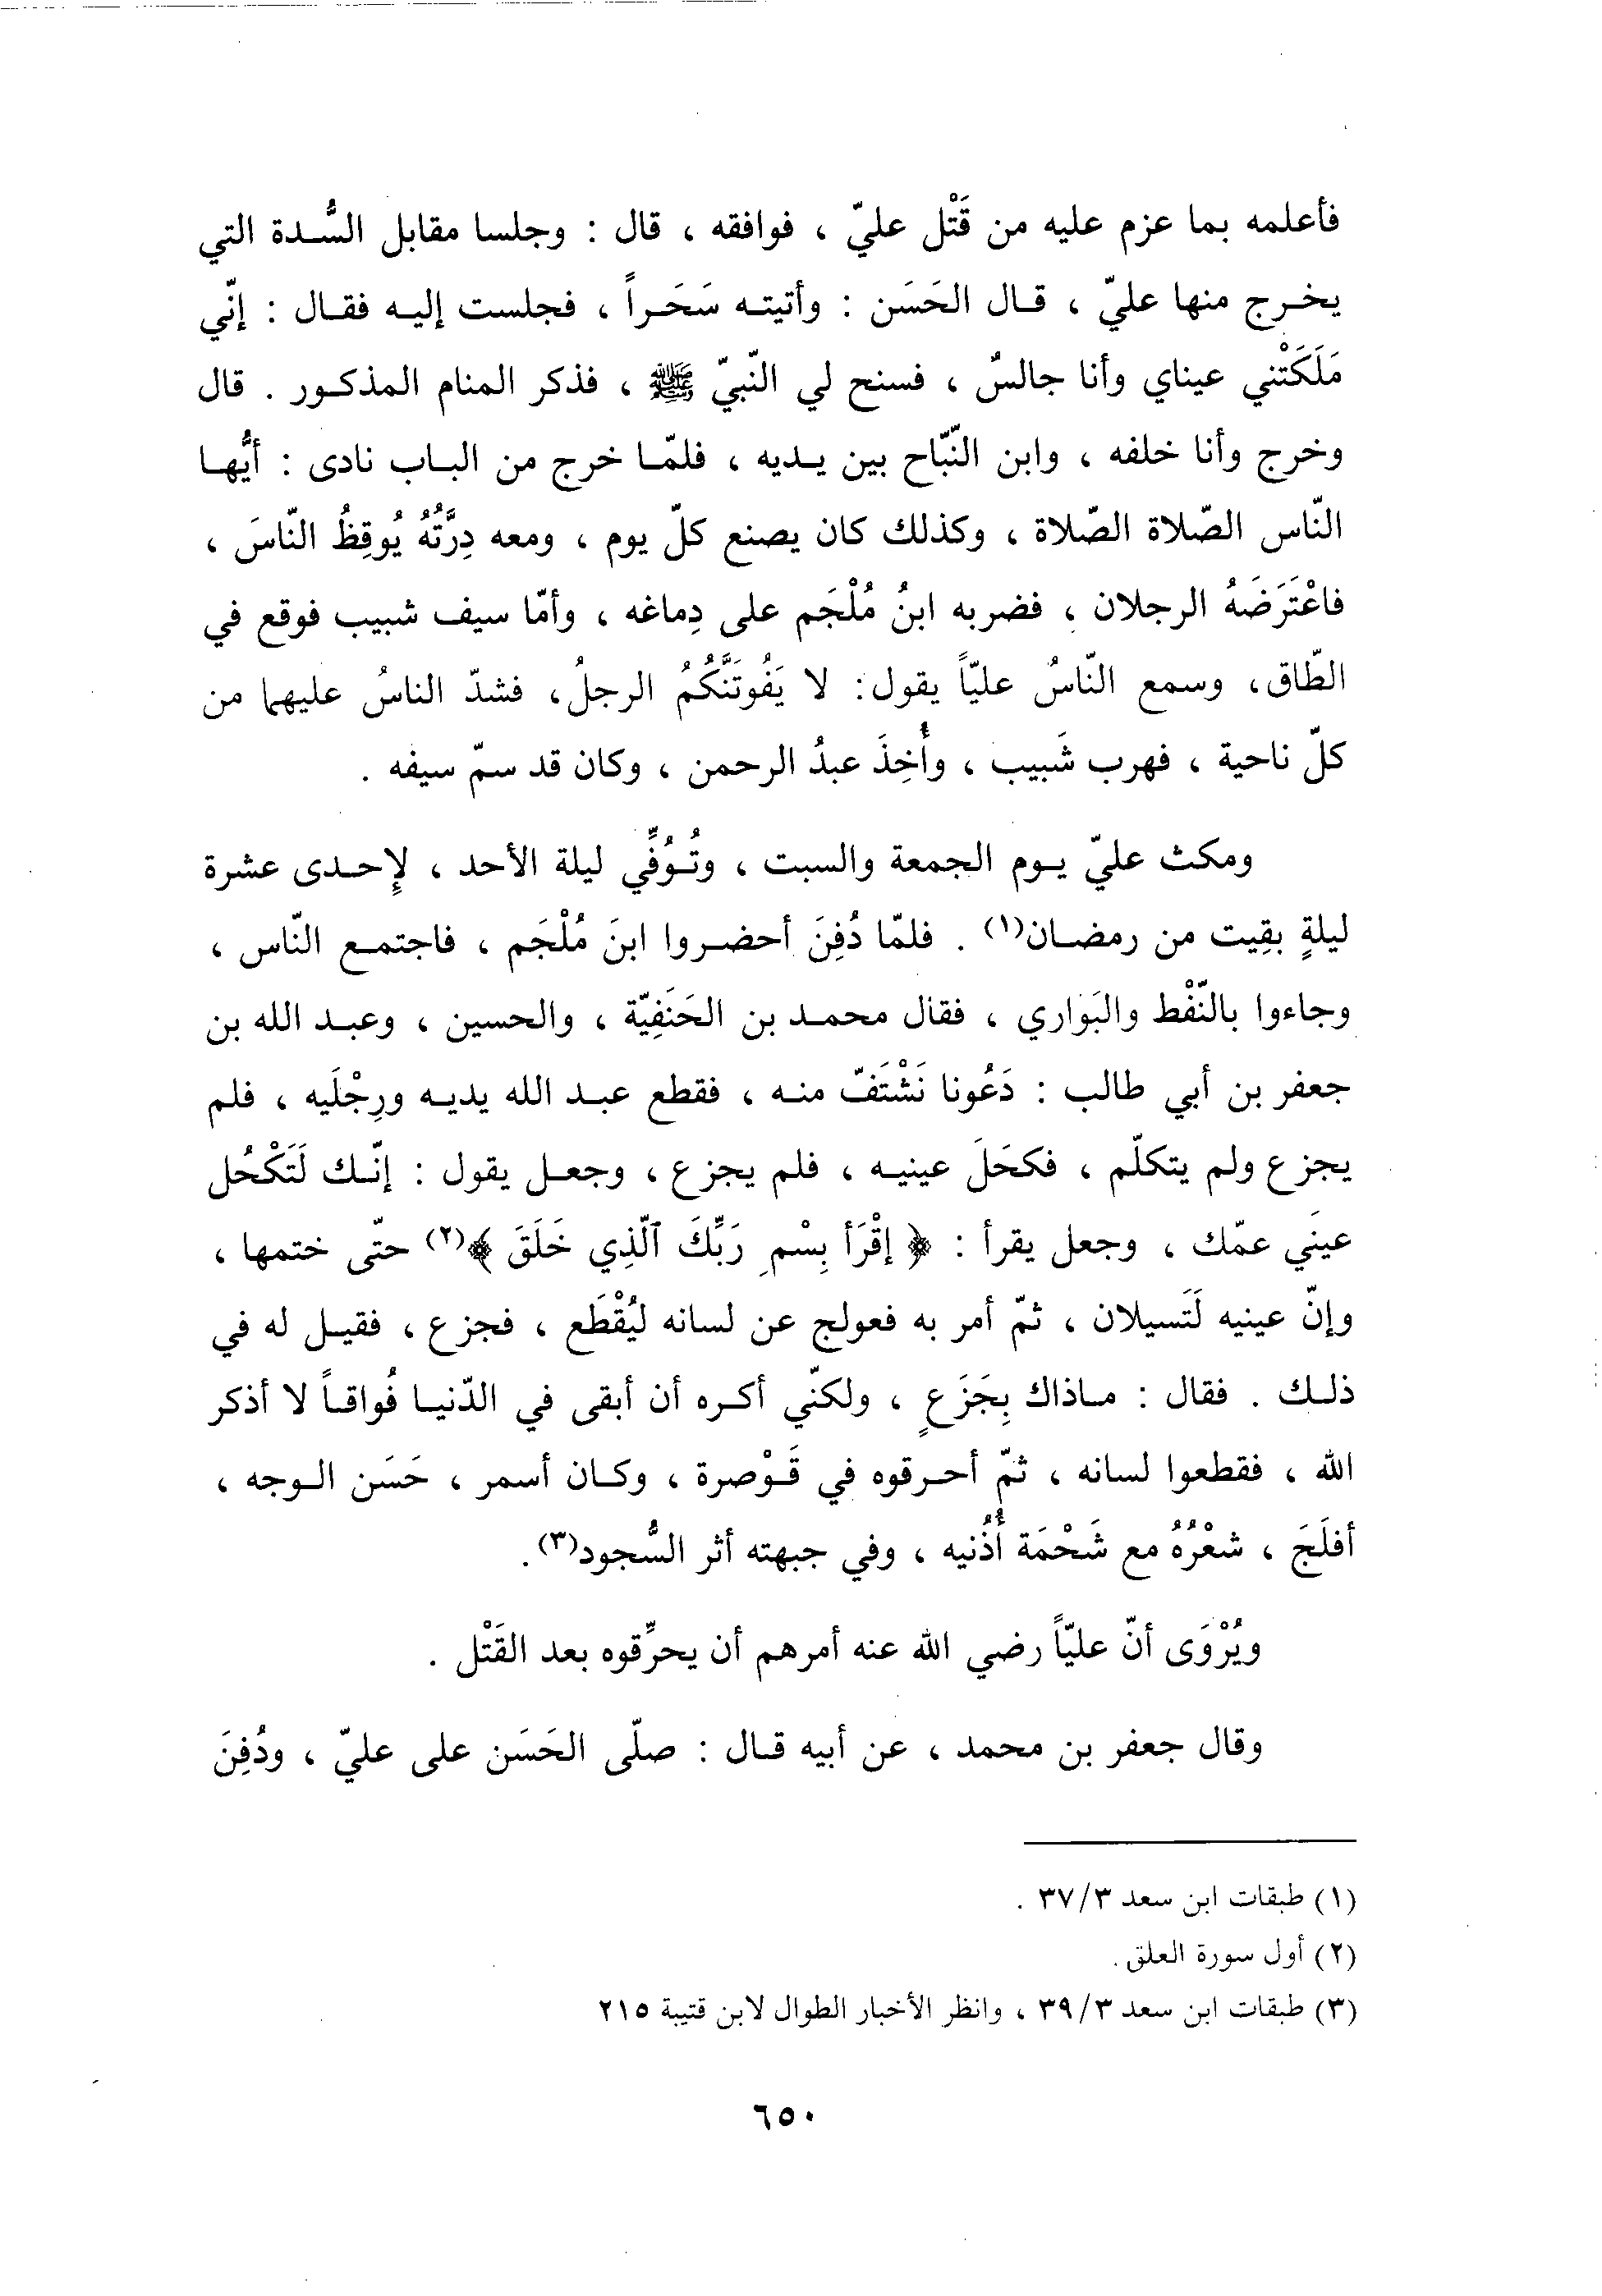 فأعلمه بما عزم عليه من قَتْل عليّ ، فوافقه ، قال : وجلسا مقابل السُّدة التي
يخرج منها عليّ ، قال الحَسَن : وأتيته سَحَراً ، فجلست إليه فقال : إنّي
مَلَكَتْني عيناي وأنا جالسٌ ، فسنح لي النّبيّ ﷺ ، فذكر المنام المذكور . قال
وخرج وأنا خلفه ، وابن النّبّاح بين يديه ، فلمّا خرج من الباب نادى : أيُّها
النّاس الصّلاة الصّلاة ، وكذلك كان يصنع كلّ يوم ، ومعه دِرَّتُهُ يُوقِظُ النّاسَ ،
فاعْتَرَضَهُ الرجلان ، فضربه ابنُ مُلْجَم على دِماغه ، وأمّا سيف شبيب فوقع في
الطّاق، وسمع النّاسُ عليّاً يقول: لا يَفُوتَنَّكُمُ الرجلُ، فشدّ الناسُ عليهما من
كلّ ناحية ، فهرب شَبيب ، وأُخِذَ عبدُ الرحمن ، وكان قد سمّ سيفه .
ومكث عليّ يوم الجمعة والسبت ، وتُوُفِّي ليلة الأحد ، لإحدى عشرة
ليلةٍ بقِيت من رمضان(١) . فلمّا دُفِنَ أحضروا ابنَ مُلْجَم ، فاجتمع النّاس ،
وجاءوا بالنّفْط والبَواري ، فقال محمد بن الحَنَفِيّة ، والحسين ، وعبد الله بن
جعفر بن أبي طالب : دَعُونا نَشْتَفّ منه ، فقطع عبد الله يديه ورِجْلَيه ، فلم
يجزع ولم يتكلّم ، فكحَلَ عينيه ، فلم يجزع ، وجعل يقول : إنّك لَتَكْحُل
عينَي عمّك ، وجعل يقرأ : ﴿ إقْرَأ بِسْمِ رَبِّكَ ٱلَّذِي خَلَقَ ﴾(٢) حتّى ختمها ،
وإنّ عينيه لَتَسيلان ، ثمّ أمر به فعولج عن لسانه ليُقْطَع ، فجزع ، فقيل له في
ذلك . فقال : ماذاك بِجَزَعٍ ، ولكنّي أكره أن أبقى في الدّنيا فُواقاً لا أذكر
الله ، فقطعوا لسانه ، ثمّ أحرقوه في قَوْصرة ، وكان أسمر ، حَسَن الوجه ،
أفلَجَ ، شعْرُهُ مع شَحْمَة أُذُنيه ، وفي جبهته أثر السُّجود(٣) .
ويُرْوَى أنّ عليّاً رضي الله عنه أمرهم أن يحرِّقوه بعد القَتْل .
وقال جعفر بن محمد ، عن أبيه قال : صلّى الحَسَن على عليّ ، ودُفِنَ
(١) طبقات ابن سعد ٣٧/٣ .
(٢) أول سورة العلق .
(٣) طبقات ابن سعد ٣٩/٣ ، وانظر الأخبار الطوال لابن قتيبة ٢١٥
٦٥٠